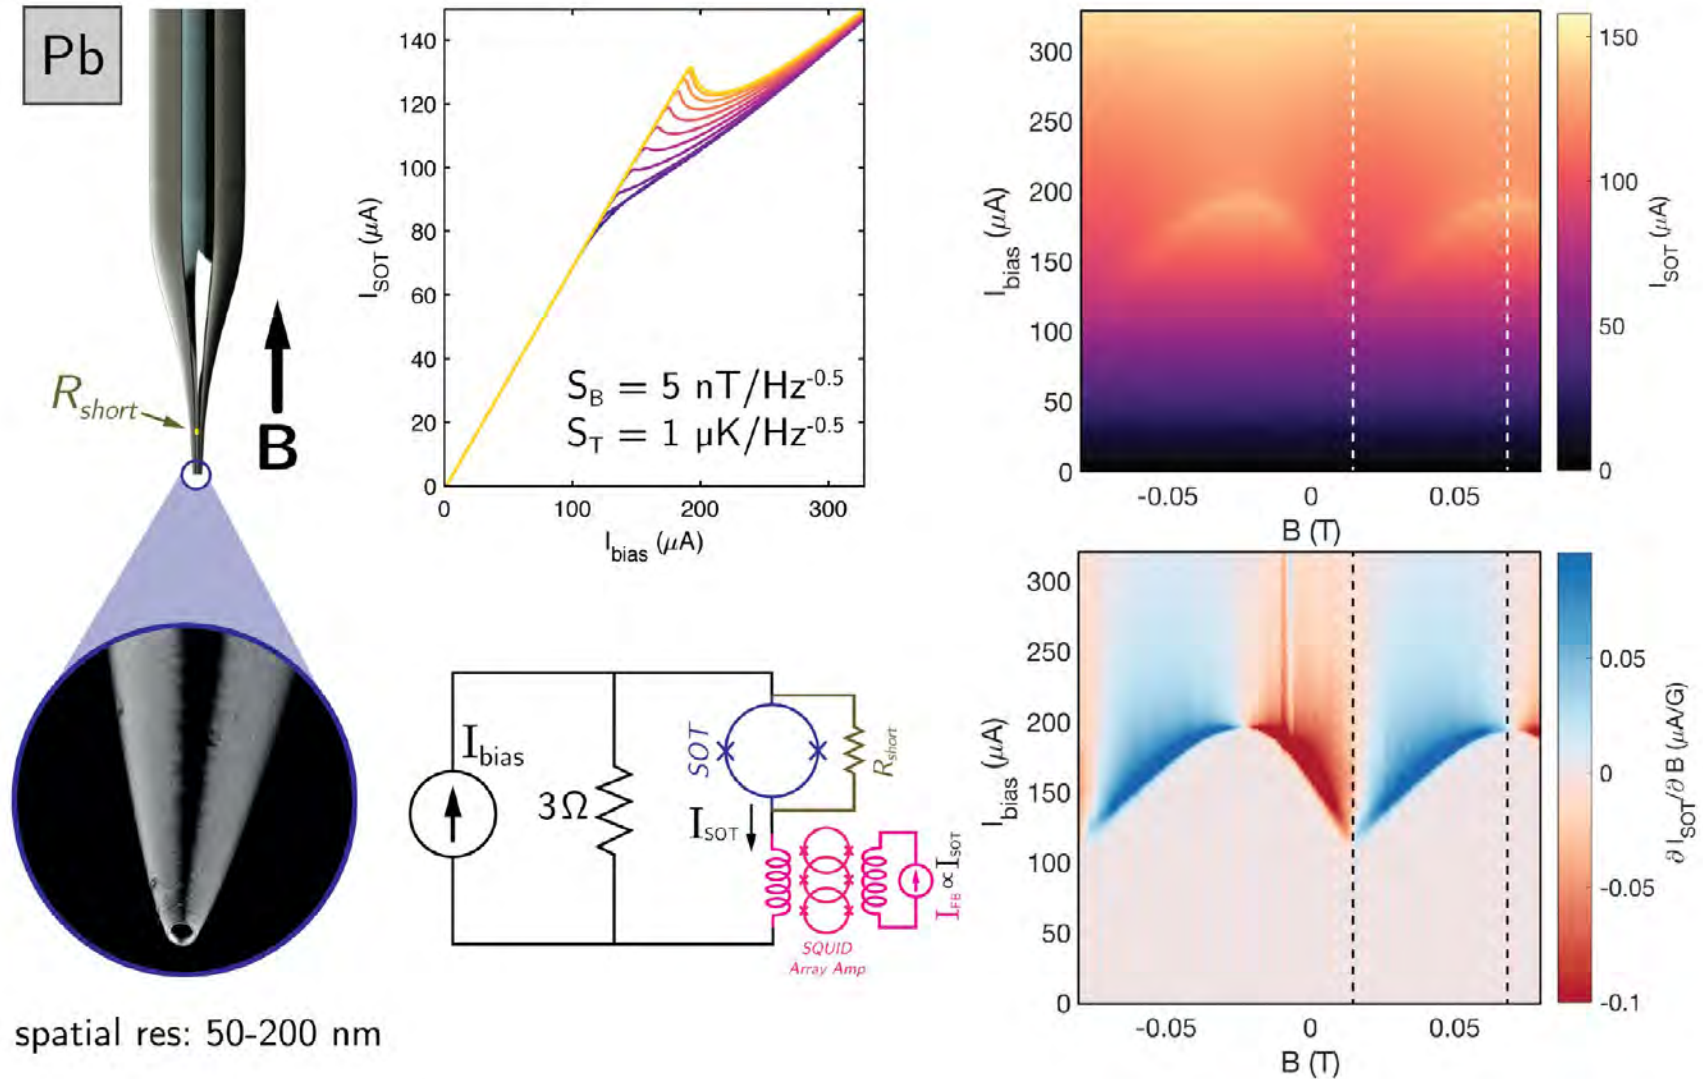 Pb
R_short
B
spatial res: 50-200 nm
I_SOT (μA)
140
120
100
80
60
40
20
0
S_B = 5 nT/Hz^-0.5
S_T = 1 μK/Hz^-0.5
0 100 200 300
I_bias (μA)
I_bias
3Ω
SOT
R_short
I_SOT
I_FB ∝ I_SOT
SQUID
Array Amp
I_bias (μA)
300
250
200
150
100
50
0
-0.05 0 0.05
B (T)
150
100
50
0
I_SOT (μA)
I_bias (μA)
300
250
200
150
100
50
0
-0.05 0 0.05
B (T)
0.05
0
-0.05
-0.1
∂ I_SOT/∂ B (μA/G)